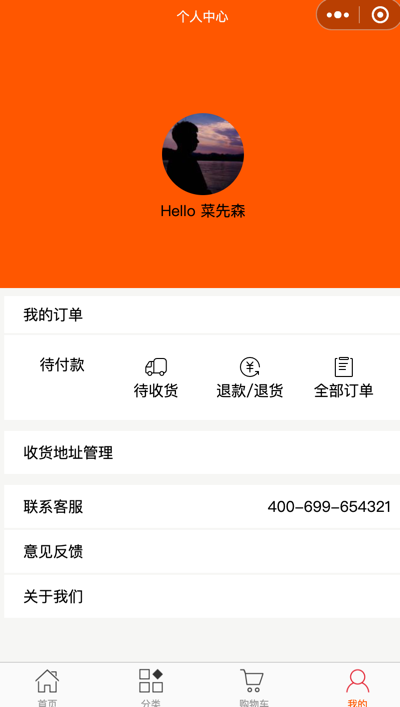 个人中心
Hello 菜先森
我的订单
待付款
待收货
退款/退货
全部订单
收货地址管理
联系客服 400-699-654321
意见反馈
关于我们
首页
分类
购物车
我的